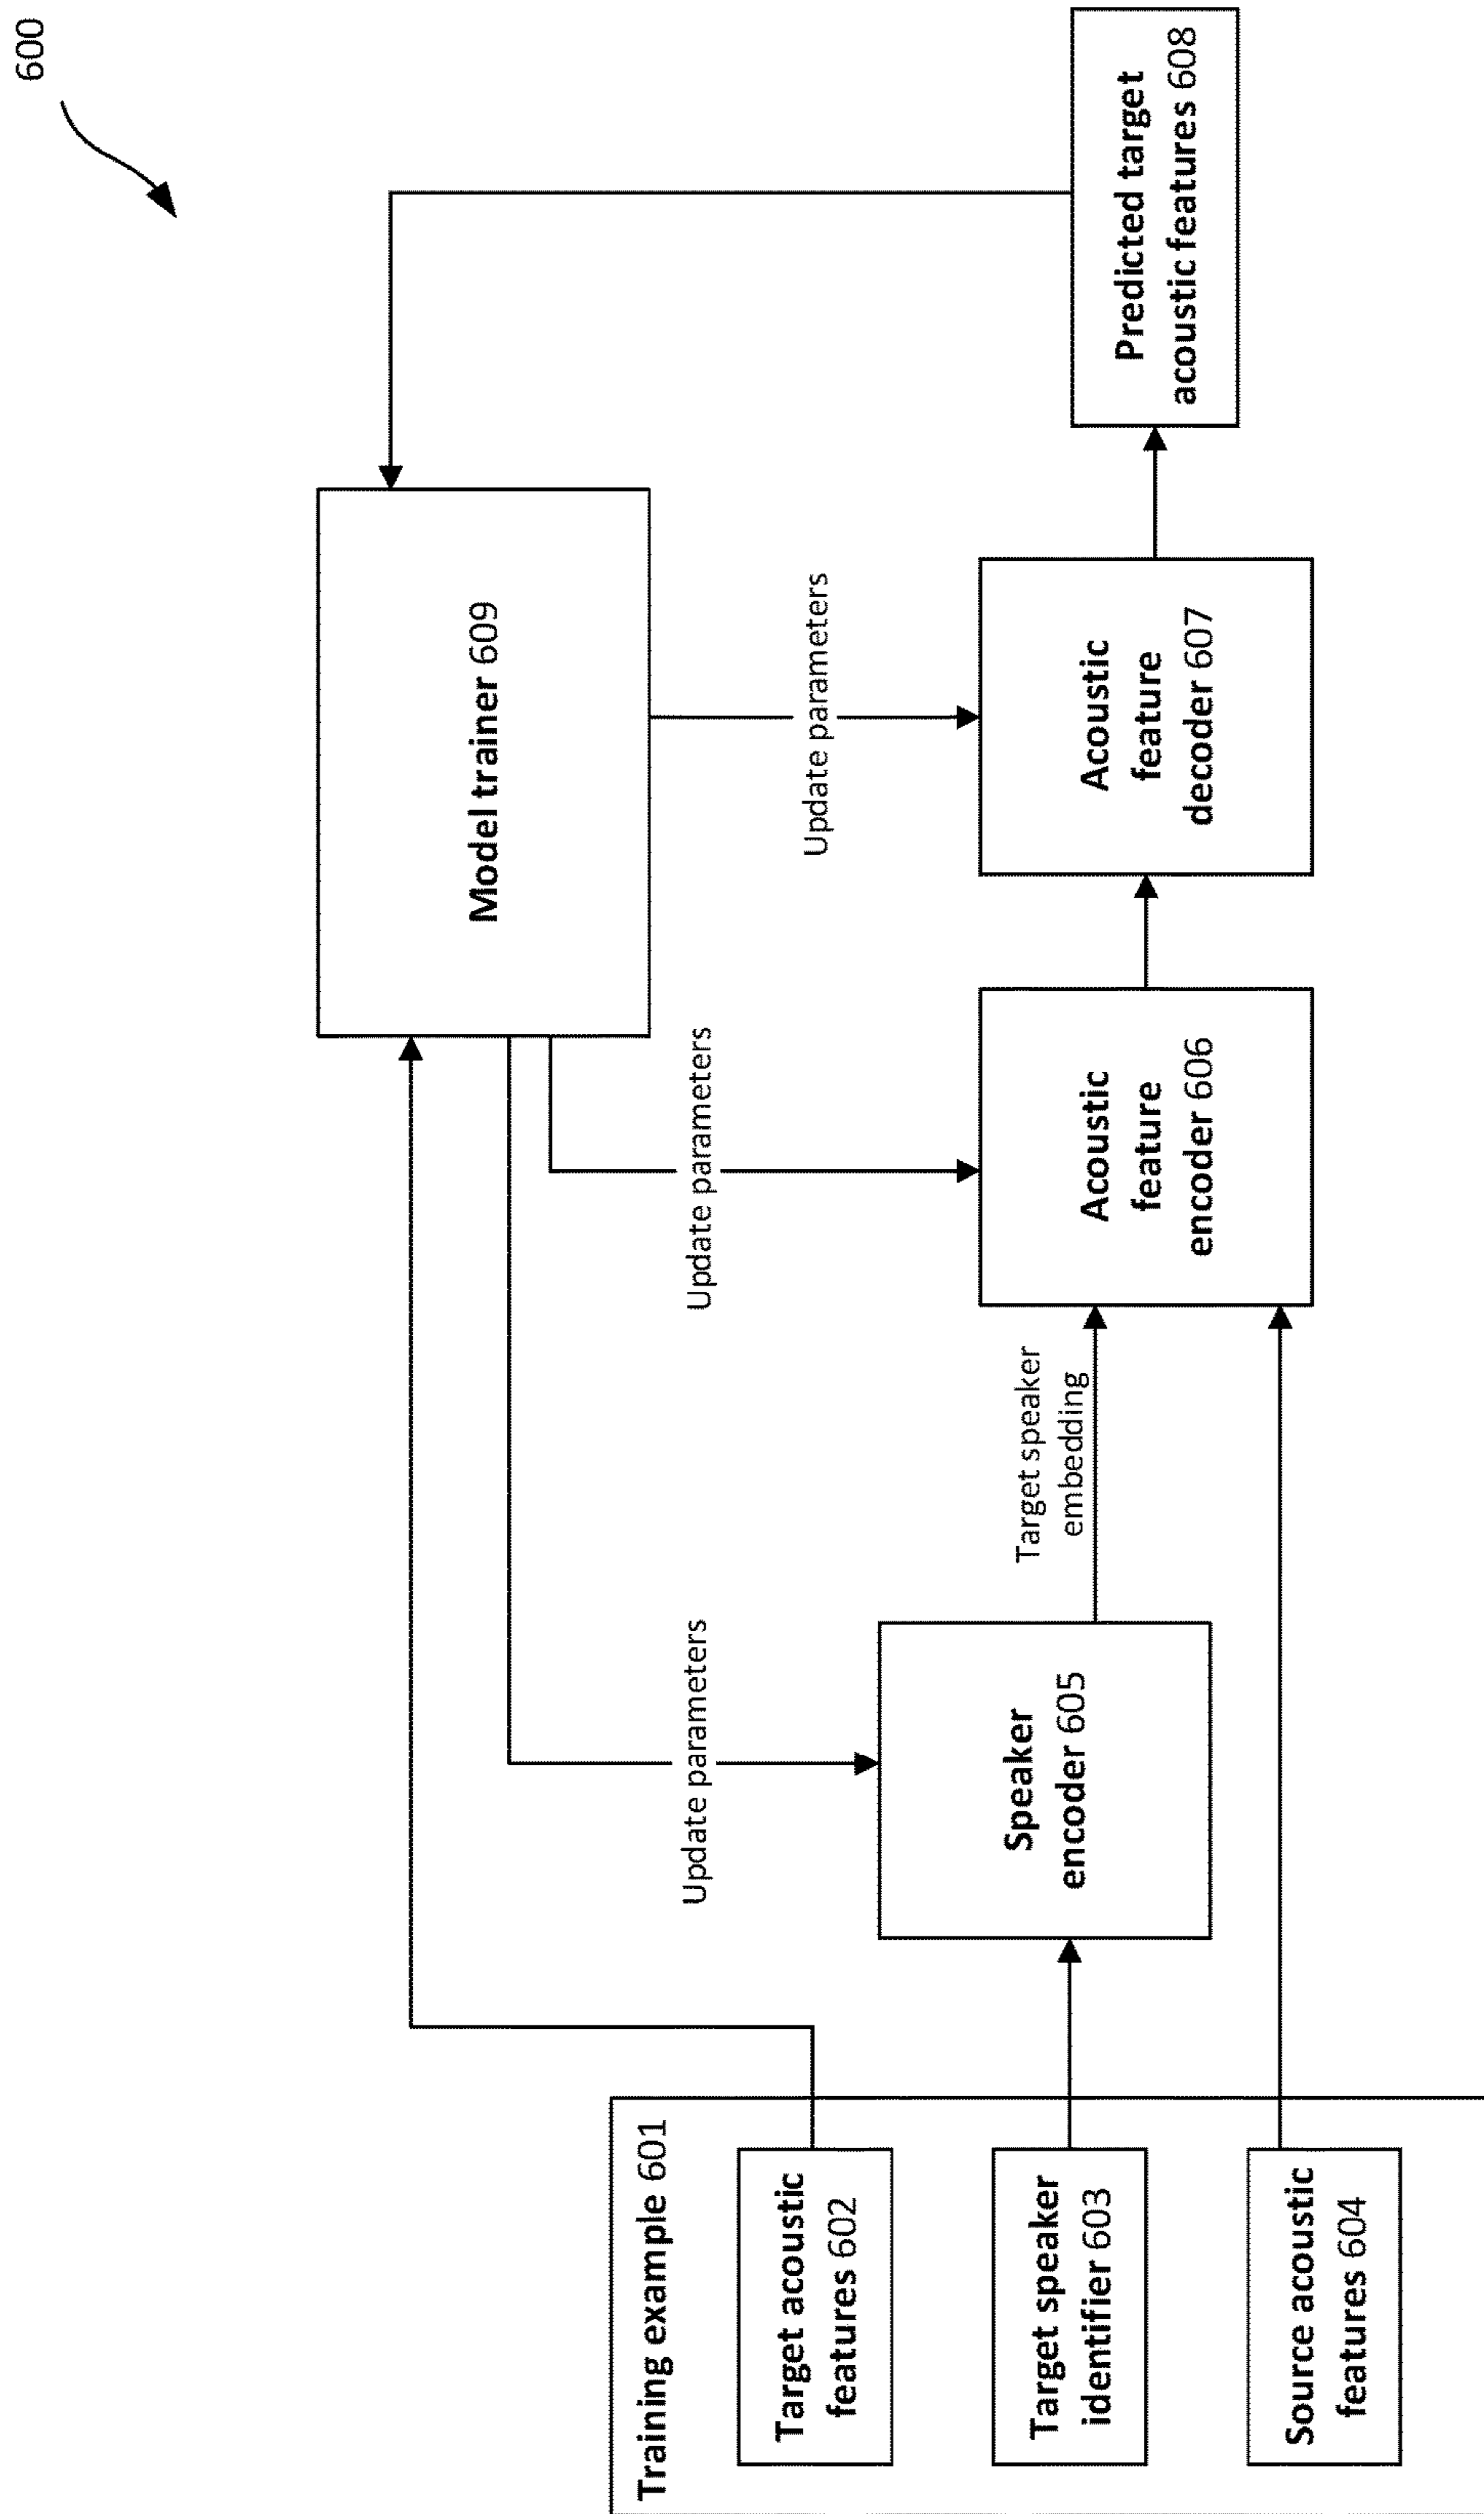 600
Model trainer 609
Update parameters
Update parameters
Update parameters
Training example 601
Target acoustic
features 602
Target speaker
identifier 603
Source acoustic
features 604
Speaker
encoder 605
Target speaker
embedding
Acoustic
feature
encoder 606
Acoustic
feature
decoder 607
Predicted target
acoustic features 608